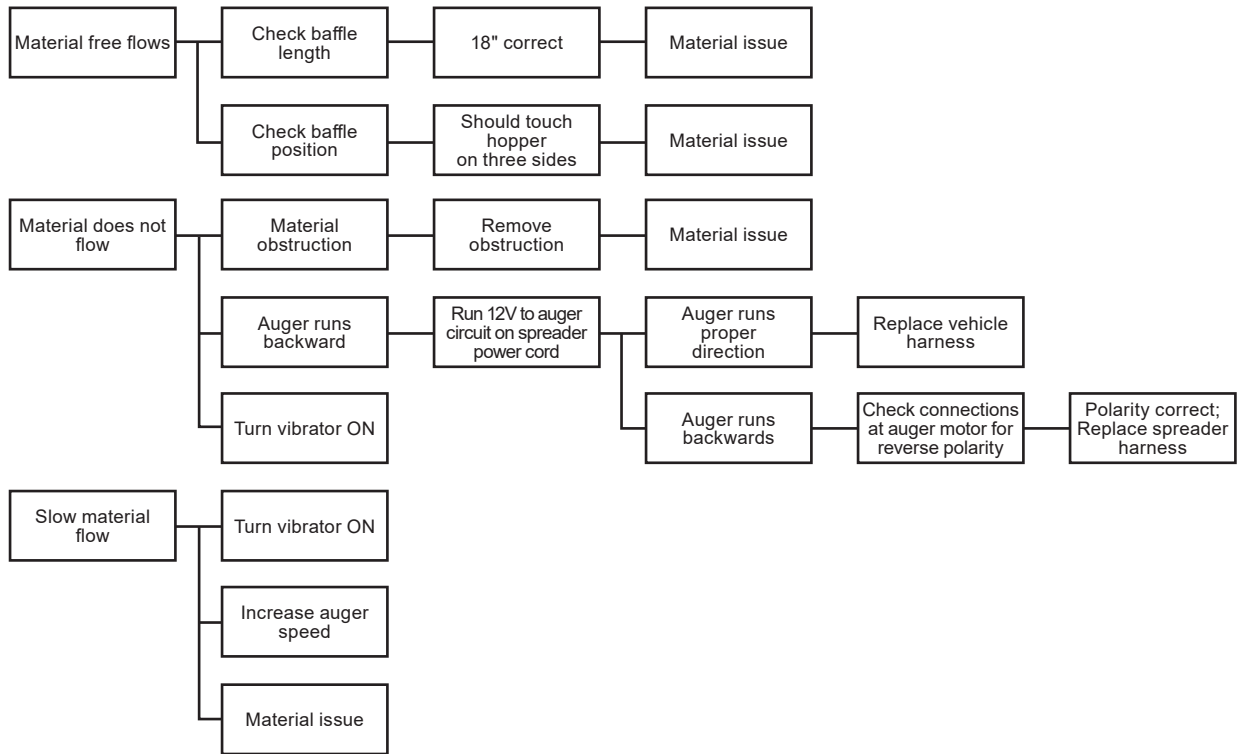 Material free flows
Check baffle
length
18" correct
Material issue
Check baffle
position
Should touch
hopper
on three sides
Material issue
Material does not
flow
Material
obstruction
Remove
obstruction
Material issue
Auger runs
backward
Run 12V to auger
circuit on spreader
power cord
Auger runs
proper
direction
Replace vehicle
harness
Auger runs
backwards
Check connections
at auger motor for
reverse polarity
Polarity correct;
Replace spreader
harness
Turn vibrator ON
Slow material
flow
Turn vibrator ON
Increase auger
speed
Material issue